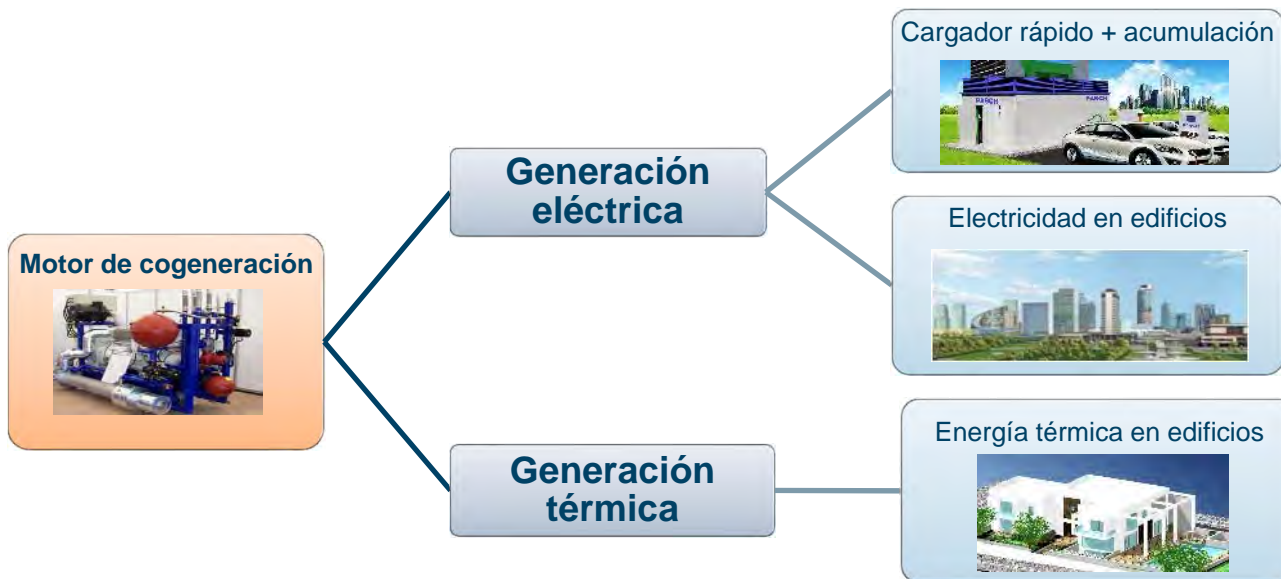 Cargador rápido + acumulación
Generación
eléctrica
Electricidad en edificios
Motor de cogeneración
Energía térmica en edificios
Generación
térmica